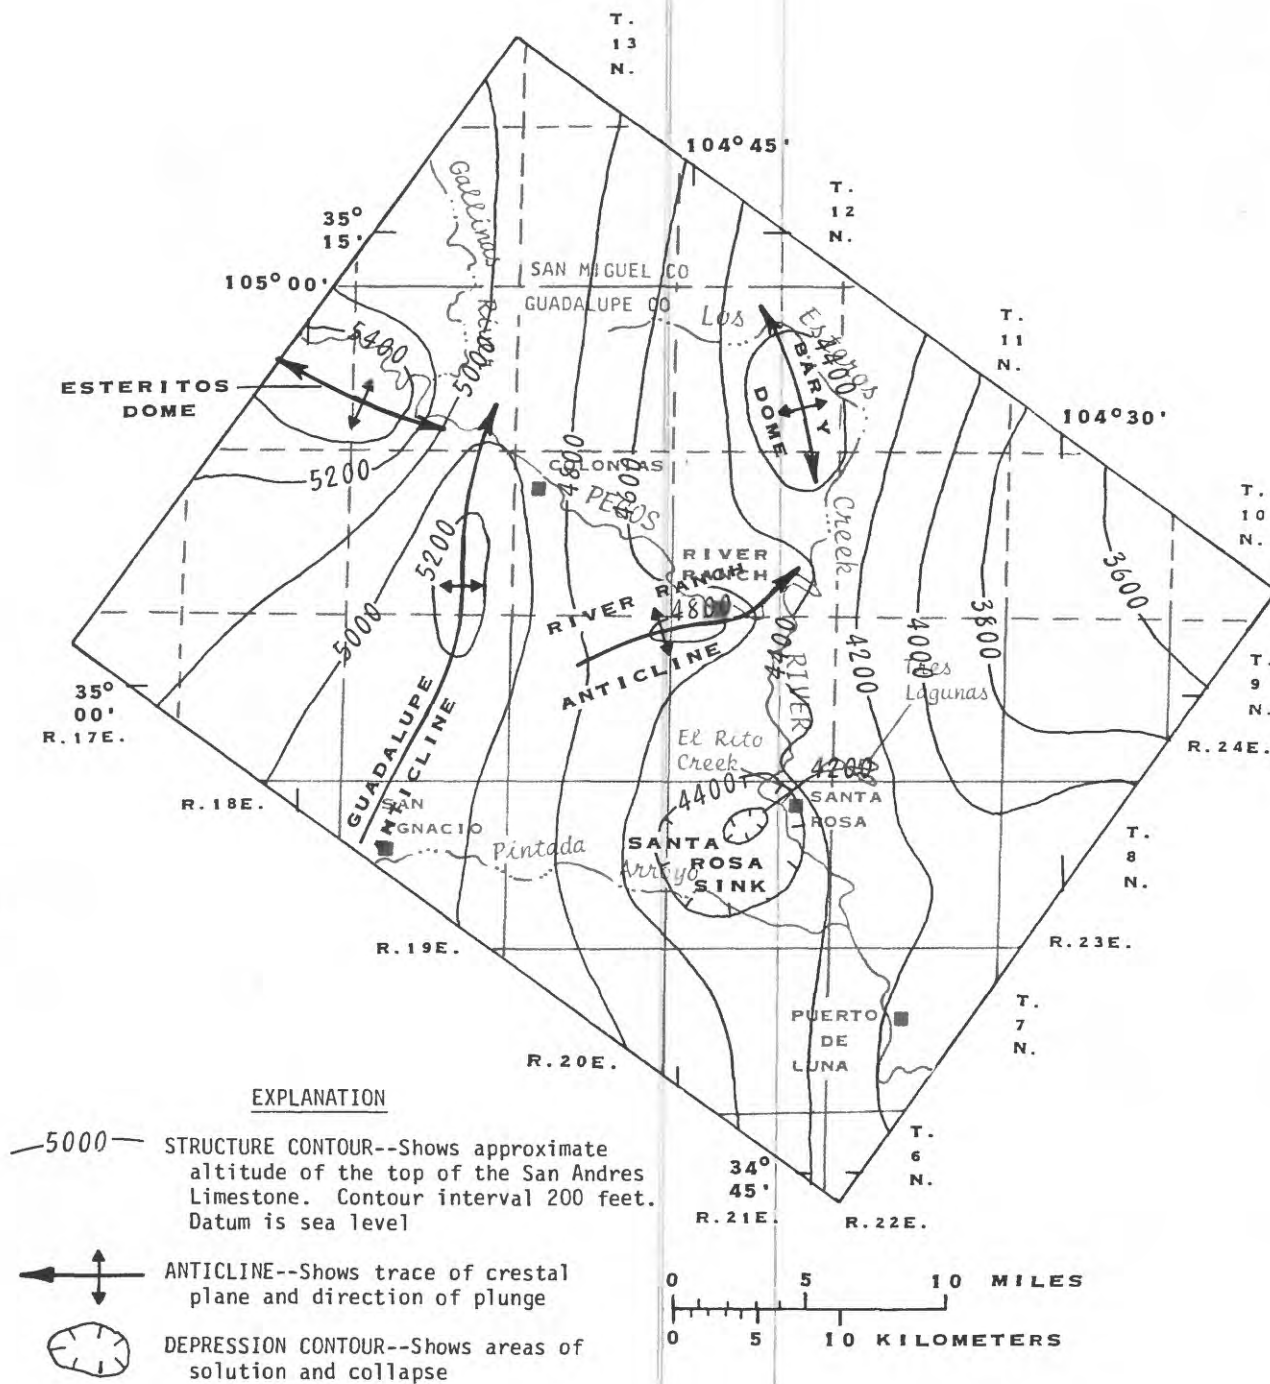 T.
13
N.
104° 45'
T.
12
N.
35°
15'
105° 00'
Gallinas
River
SAN MIGUEL CO
GUADALUPE CO
Los
Esteros
Creek
T.
11
N.
5400
5000
4400
BAR Y
DOME
ESTERITOS
DOME
104° 30'
5200
4800
4600
COLONIAS
PECOS
T.
10
N.
5200
RIVER
RANCH
RIVER RANCH
ANTICLINE
4800
3600
5000
4400
RIVER
4200
4000
3800
Tres
Lagunas
T.
9
N.
35°
00'
R.17E.
GUADALUPE
ANTICLINE
El Rito
Creek
R.24E.
4400
4200
R.18E.
SAN
IGNACIO
SANTA
ROSA
Pintada
Arroyo
SANTA
ROSA
SINK
T.
8
N.
R.19E.
R.23E.
PUERTO
DE
LUNA
T.
7
N.
R.20E.
T.
6
N.
34°
45'
R.21E.
R.22E.
EXPLANATION
5000
STRUCTURE CONTOUR--Shows approximate
altitude of the top of the San Andres
Limestone. Contour interval 200 feet.
Datum is sea level
ANTICLINE--Shows trace of crestal
plane and direction of plunge
DEPRESSION CONTOUR--Shows areas of
solution and collapse
0 5 10 MILES
0 5 10 KILOMETERS